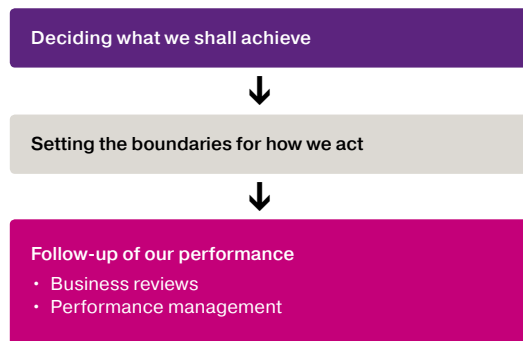 Deciding what we shall achieve
Setting the boundaries for how we act
Follow-up of our performance
• Business reviews
• Performance management